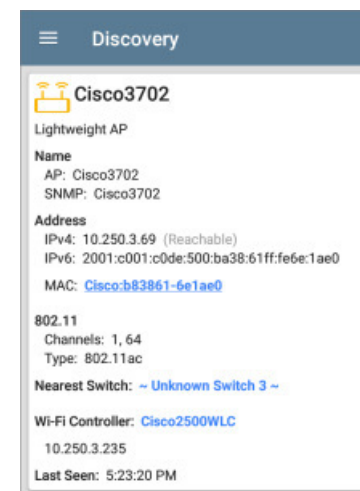 Discovery
Cisco3702
Lightweight AP
Name
AP: Cisco3702
SNMP: Cisco3702
Address
IPv4: 10.250.3.69 (Reachable)
IPv6: 2001:c001:c0de:500:ba38:61ff:fe6e:1ae0
MAC: Cisco:b83861-6e1ae0
802.11
Channels: 1, 64
Type: 802.11ac
Nearest Switch: ~ Unknown Switch 3 ~
Wi-Fi Controller: Cisco2500WLC
10.250.3.235
Last Seen: 5:23:20 PM